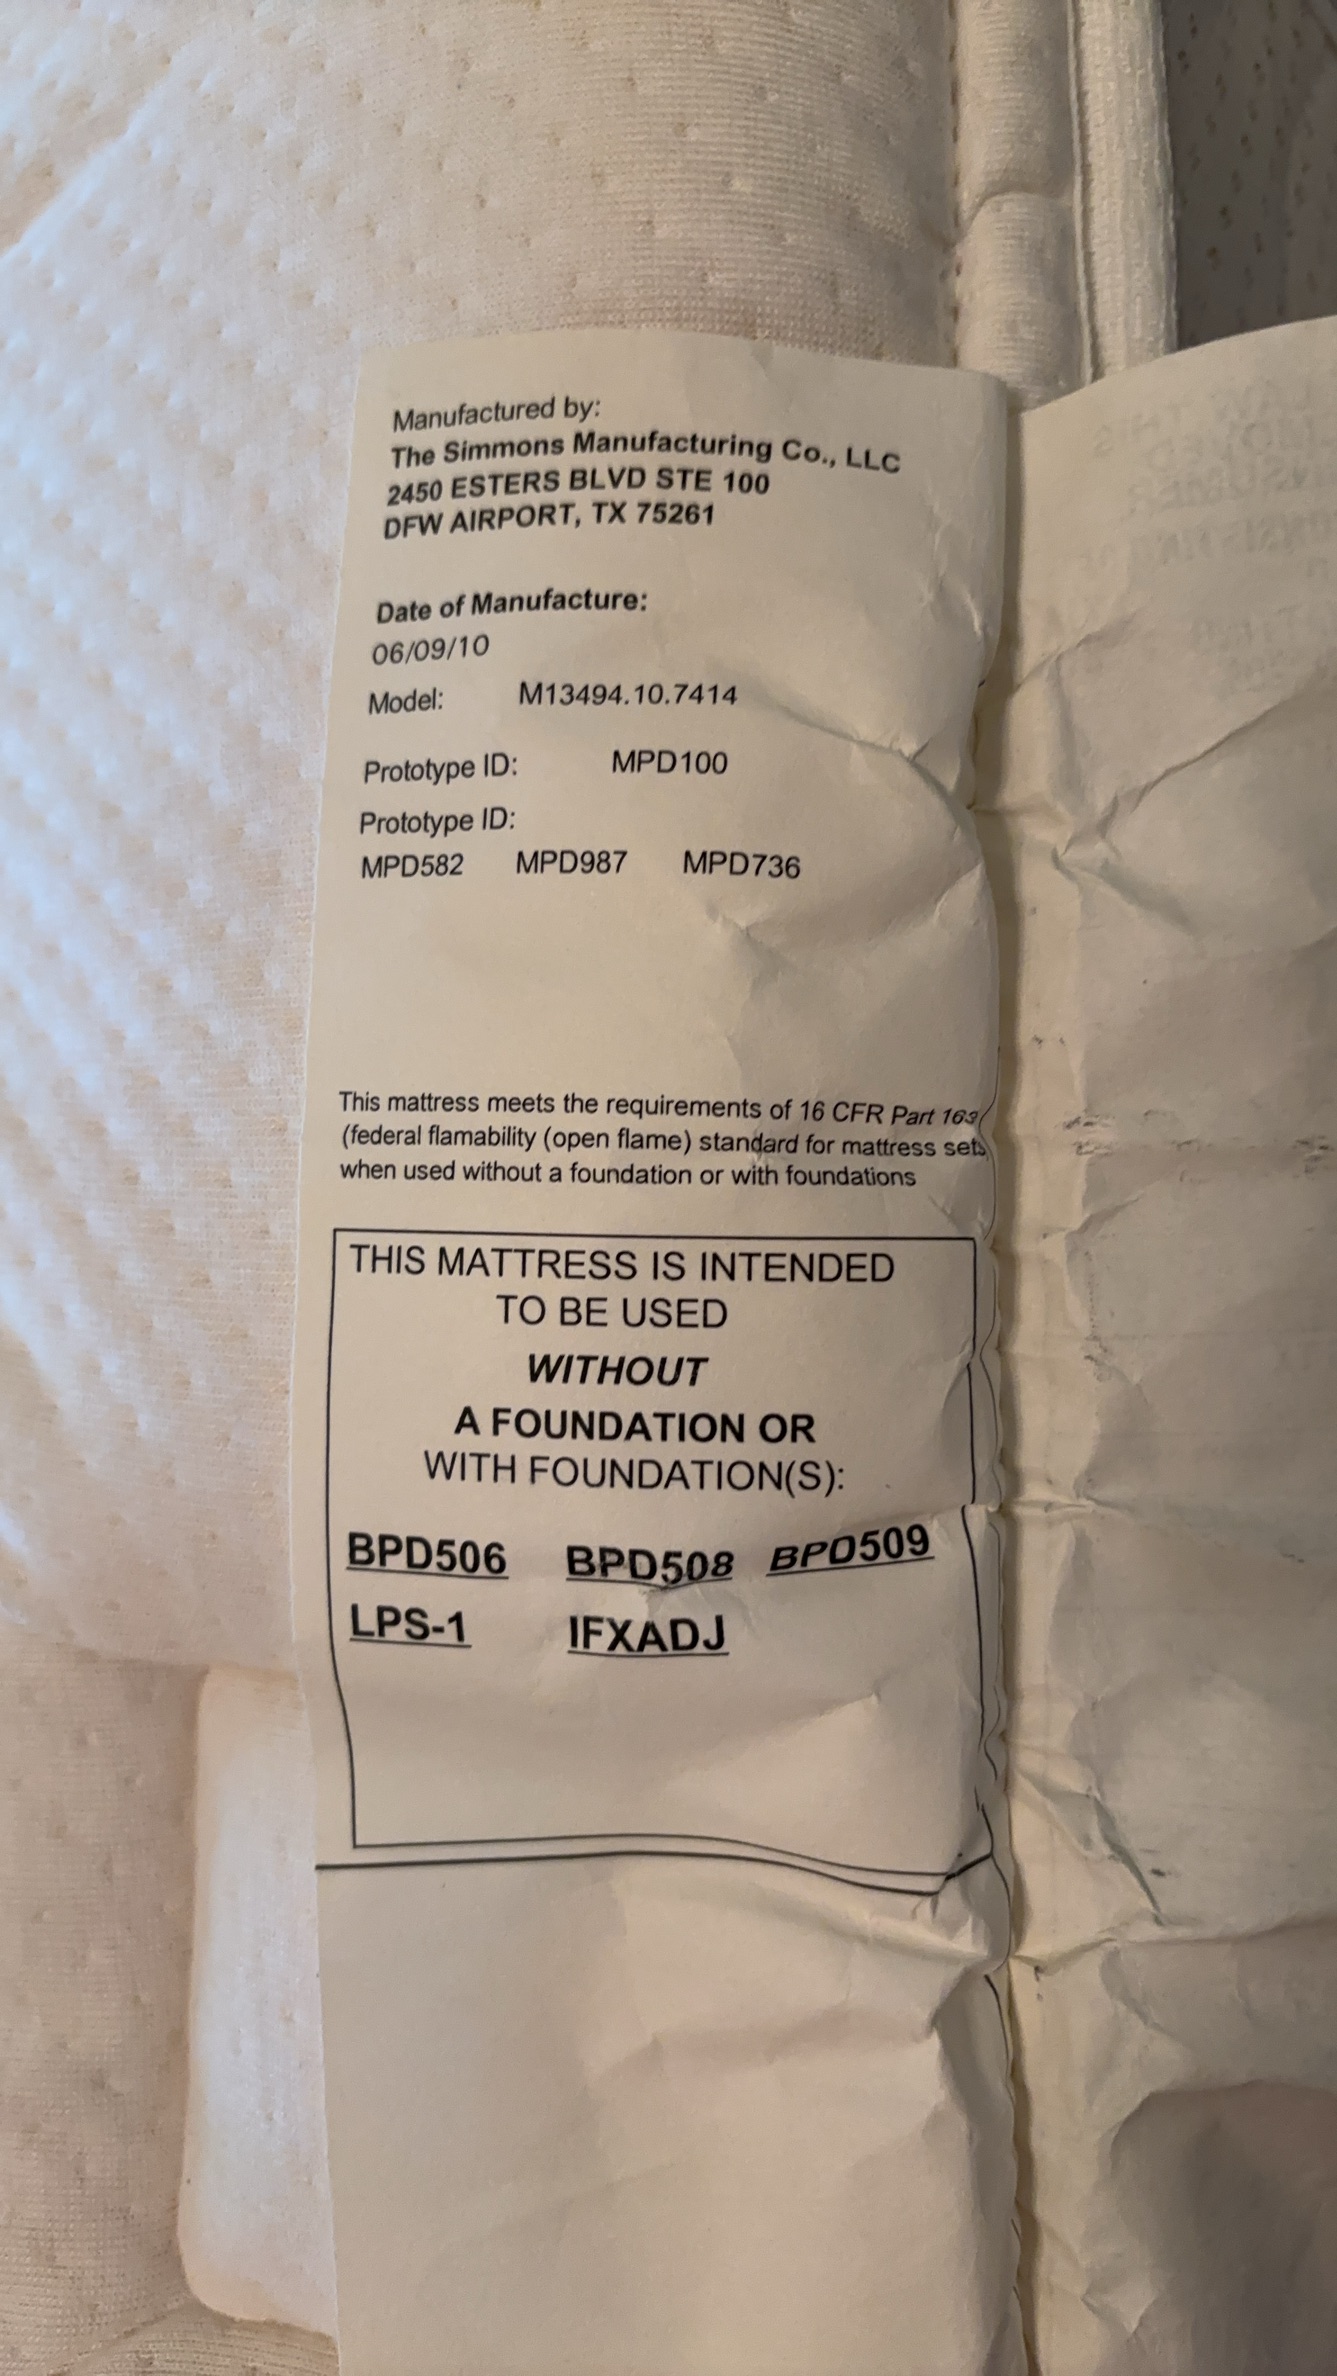 Manufactured by:
The Simmons Manufacturing Co., LLC
2450 ESTERS BLVD STE 100
DFW AIRPORT, TX 75261
Date of Manufacture:
06/09/10
Model: M13494.10.7414
Prototype ID: MPD100
Prototype ID:
MPD582 MPD987 MPD736
This mattress meets the requirements of 16 CFR Part 163
(federal flamability (open flame) standard for mattress sets
when used without a foundation or with foundations
THIS MATTRESS IS INTENDED
TO BE USED
WITHOUT
A FOUNDATION OR
WITH FOUNDATION(S):
BPD506 BPD508 BPD509
LPS-1 IFXADJ